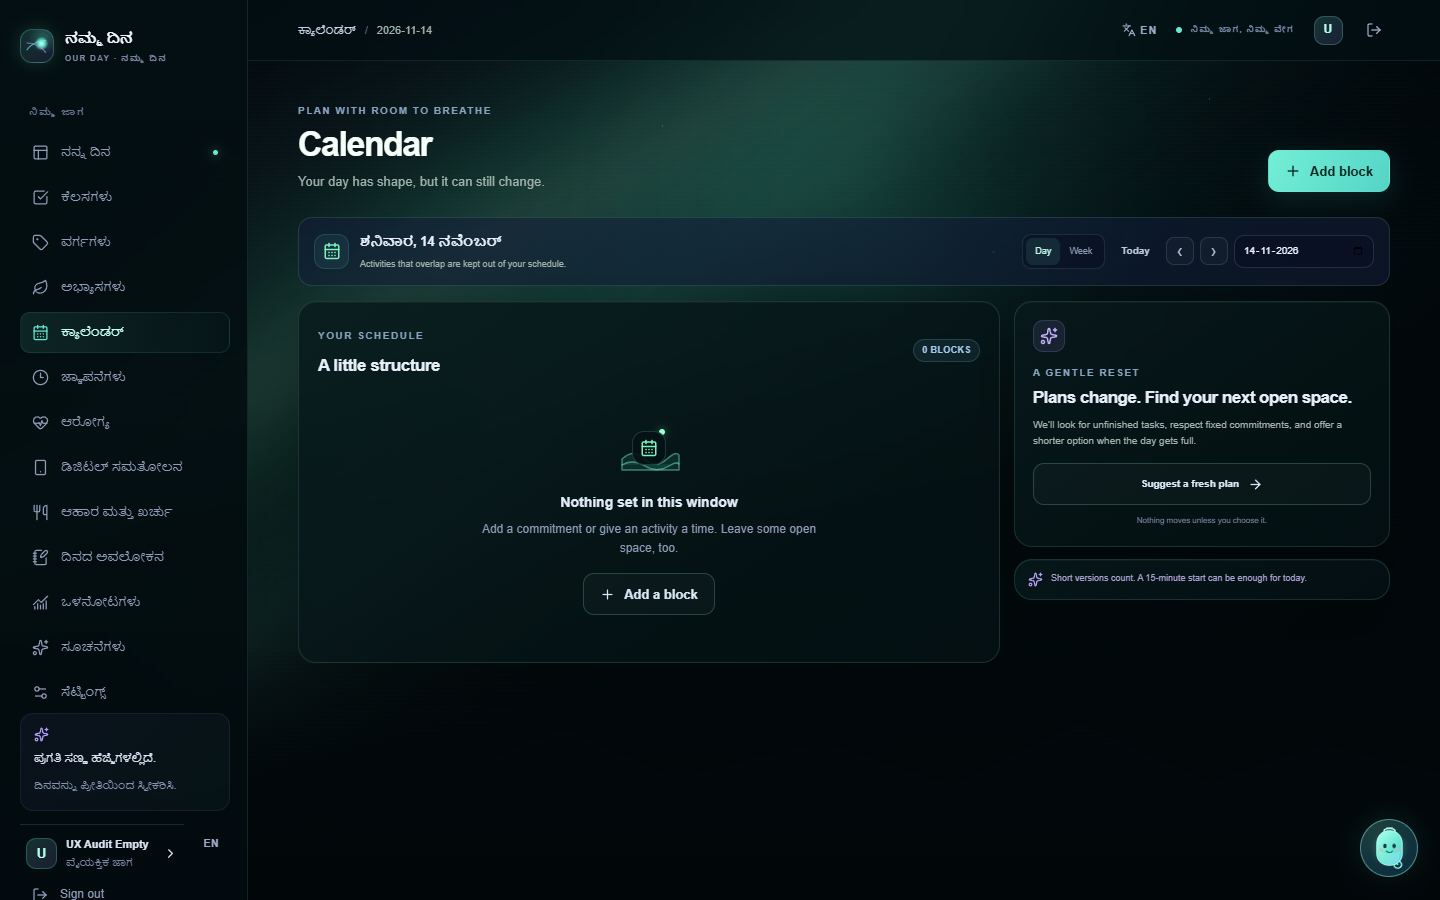 ನಮ್ಮ ದಿನ
OUR DAY · ನಮ್ಮ ದಿನ
ನಿಮ್ಮ ಜಾಗ
ನನ್ನ ದಿನ
ಕೆಲಸಗಳು
ವರ್ಗಗಳು
ಅಭ್ಯಾಸಗಳು
ಕ್ಯಾಲೆಂಡರ್
ಜ್ಞಾಪನೆಗಳು
ಆರೋಗ್ಯ
ಡಿಜಿಟಲ್ ಸಮತೋಲನ
ಆಹಾರ ಮತ್ತು ಖರ್ಚು
ದಿನದ ಅವಲೋಕನ
ಒಳನೋಟಗಳು
ಸೂಚನೆಗಳು
ಸೆಟ್ಟಿಂಗ್ಸ್
ಪ್ರಗತಿ ಸಣ್ಣ ಹೆಜ್ಜೆಗಳಲ್ಲಿದೆ.
ದಿನವನ್ನು ಪ್ರೀತಿಯಿಂದ ಸ್ವೀಕರಿಸಿ.
U
UX Audit Empty
ವೈಯಕ್ತಿಕ ಜಾಗ
EN
Sign out
ಕ್ಯಾಲೆಂಡರ್ / 2026-11-14
EN
ನಿಮ್ಮ ಜಾಗ, ನಿಮ್ಮ ವೇಗ
U
PLAN WITH ROOM TO BREATHE
Calendar
Your day has shape, but it can still change.
Add block
ಶನಿವಾರ, 14 ನವೆಂಬರ್
Activities that overlap are kept out of your schedule.
Day Week Today 14-11-2026
YOUR SCHEDULE
A little structure
0 BLOCKS
Nothing set in this window
Add a commitment or give an activity a time. Leave some open
space, too.
Add a block
A GENTLE RESET
Plans change. Find your next open space.
We'll look for unfinished tasks, respect fixed commitments, and offer a
shorter option when the day gets full.
Suggest a fresh plan
Nothing moves unless you choose it.
Short versions count. A 15-minute start can be enough for today.